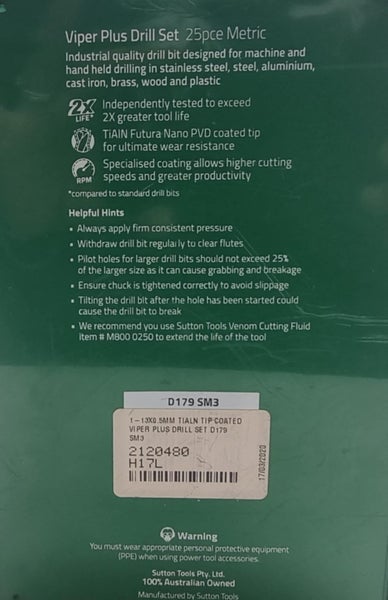 Viper Plus Drill Set 25pce Metric
Industrial quality drill bit designed for machine and
hand held drilling in stainless steel, steel, aluminium,
cast iron, brass, wood and plastic
2X
LIFE*
Independently tested to exceed
2X greater tool life
TiAlN Futura Nano PVD coated tip
for ultimate wear resistance
RPM
Specialised coating allows higher cutting
speeds and greater productivity
*compared to standard drill bits
Helpful Hints
• Always apply firm consistent pressure
• Withdraw drill bit regularly to clear flutes
• Pilot holes for larger drill bits should not exceed 25%
of the larger size as it can cause grabbing and breakage
• Ensure chuck is tightened correctly to avoid slippage
• Tilting the drill bit after the hole has been started could
cause the drill bit to break
• We recommend you use Sutton Tools Venom Cutting Fluid
Item # M800 0250 to extend the life of the tool
D179 SM3
1-13X0.5MM TIALN TIP COATED
VIPER PLUS DRILL SET D179
SM3
2120480
H17L
17/03/2020
Warning
You must wear appropriate personal protective equipment
(PPE) when using power tool accessories.
Sutton Tools Pty. Ltd.
100% Australian Owned
Manufactured by Sutton Tools